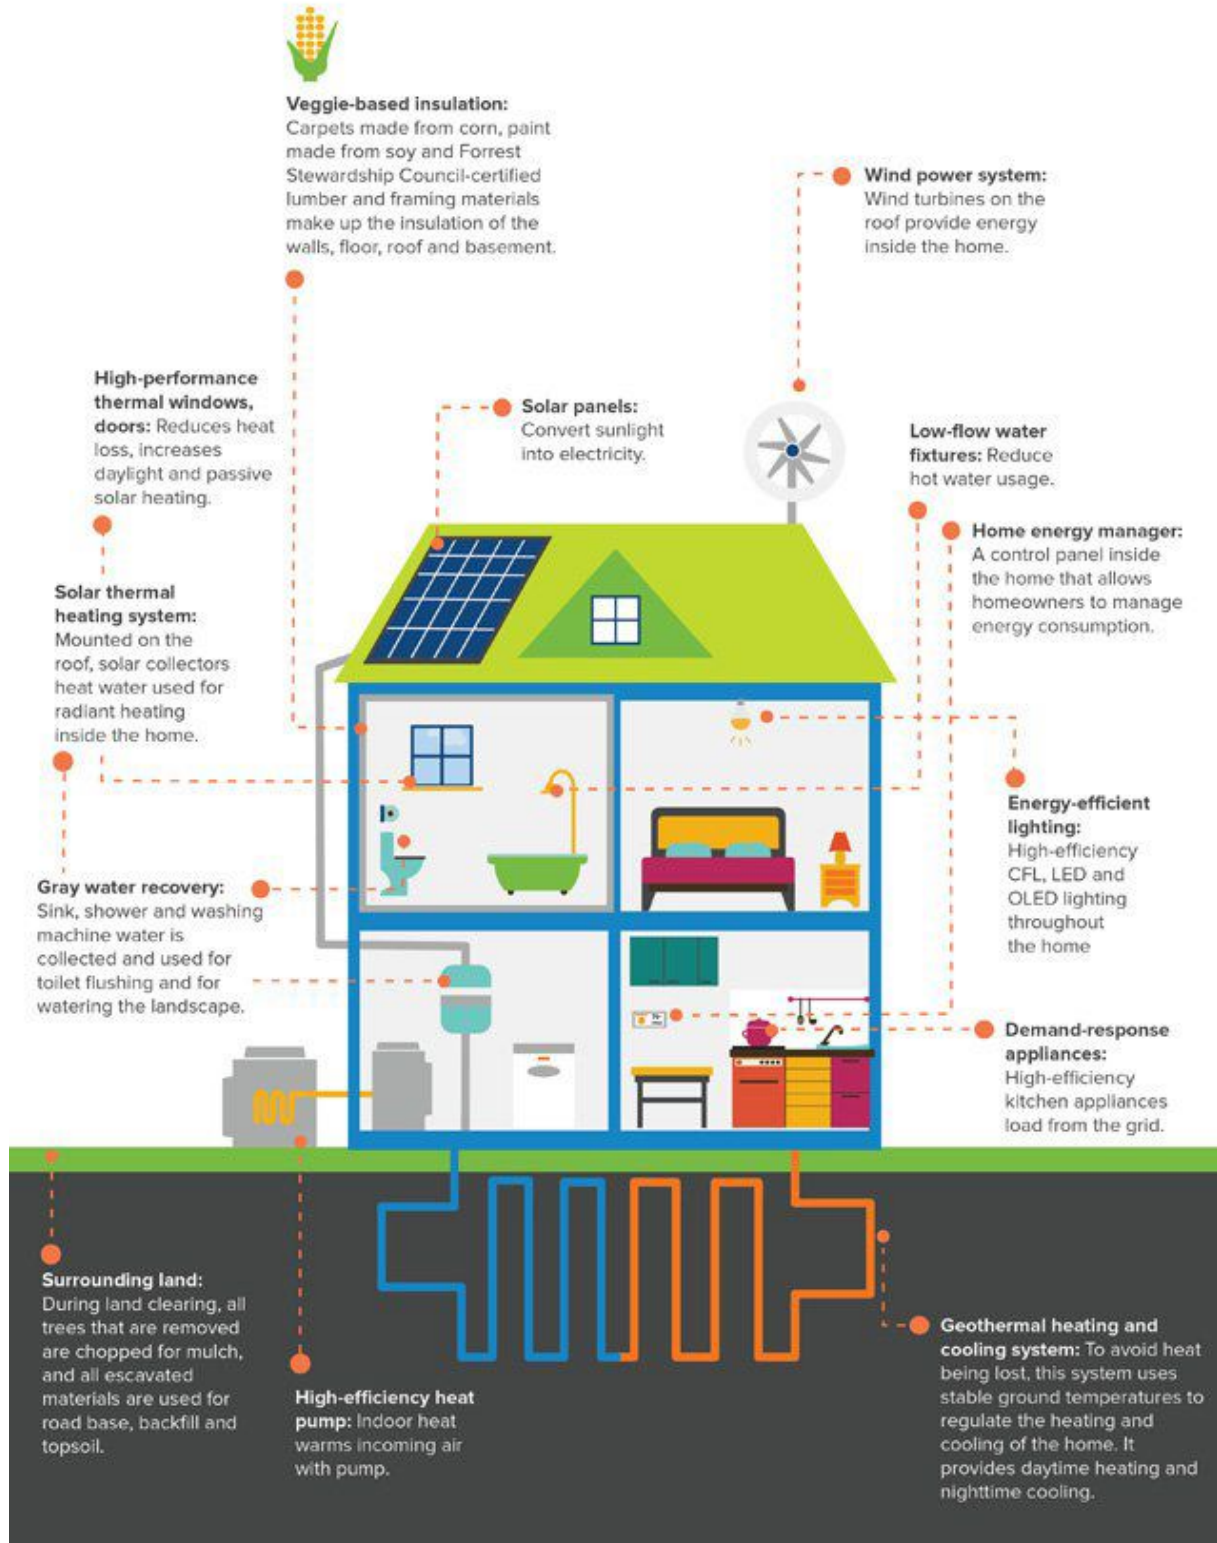 Veggie-based insulation:
Carpets made from corn, paint
made from soy and Forrest
Stewardship Council-certified
lumber and framing materials
make up the insulation of the
walls, floor, roof and basement.
Wind power system:
Wind turbines on the
roof provide energy
inside the home.
High-performance
thermal windows,
doors: Reduces heat
loss, increases
daylight and passive
solar heating.
Solar panels:
Convert sunlight
into electricity.
Low-flow water
fixtures: Reduce
hot water usage.
Home energy manager:
A control panel inside
the home that allows
homeowners to manage
energy consumption.
Solar thermal
heating system:
Mounted on the
roof, solar collectors
heat water used for
radiant heating
inside the home.
Energy-efficient
lighting:
High-efficiency
CFL, LED and
OLED lighting
throughout
the home
Gray water recovery:
Sink, shower and washing
machine water is
collected and used for
toilet flushing and for
watering the landscape.
Demand-response
appliances:
High-efficiency
kitchen appliances
load from the grid.
Surrounding land:
During land clearing, all
trees that are removed
are chopped for mulch,
and all escavated
materials are used for
road base, backfill and
topsoil.
High-efficiency heat
pump: Indoor heat
warms incoming air
with pump.
Geothermal heating and
cooling system: To avoid heat
being lost, this system uses
stable ground temperatures to
regulate the heating and
cooling of the home. It
provides daytime heating and
nighttime cooling.